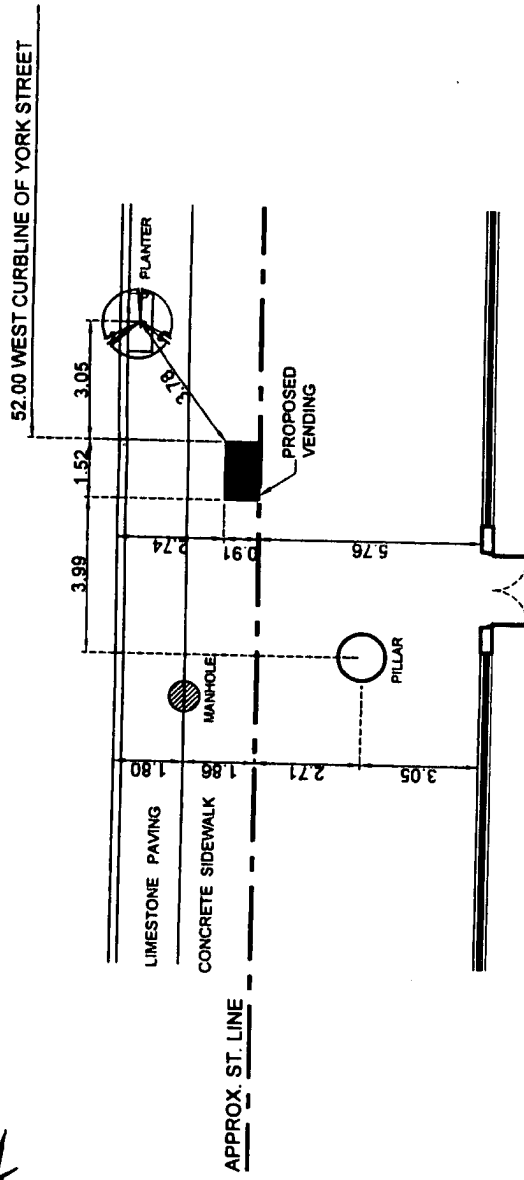 52.00 WEST CURBLINE OF YORK STREET
3.99
1.52
3.05
PLANTER
3.78
2.74
0.91
5.76
PROPOSED
VENDING
1.80
1.86
2.71
3.05
LIMESTONE PAVING
MANHOLE
CONCRETE SIDEWALK
PILLAR
APPROX. ST. LINE